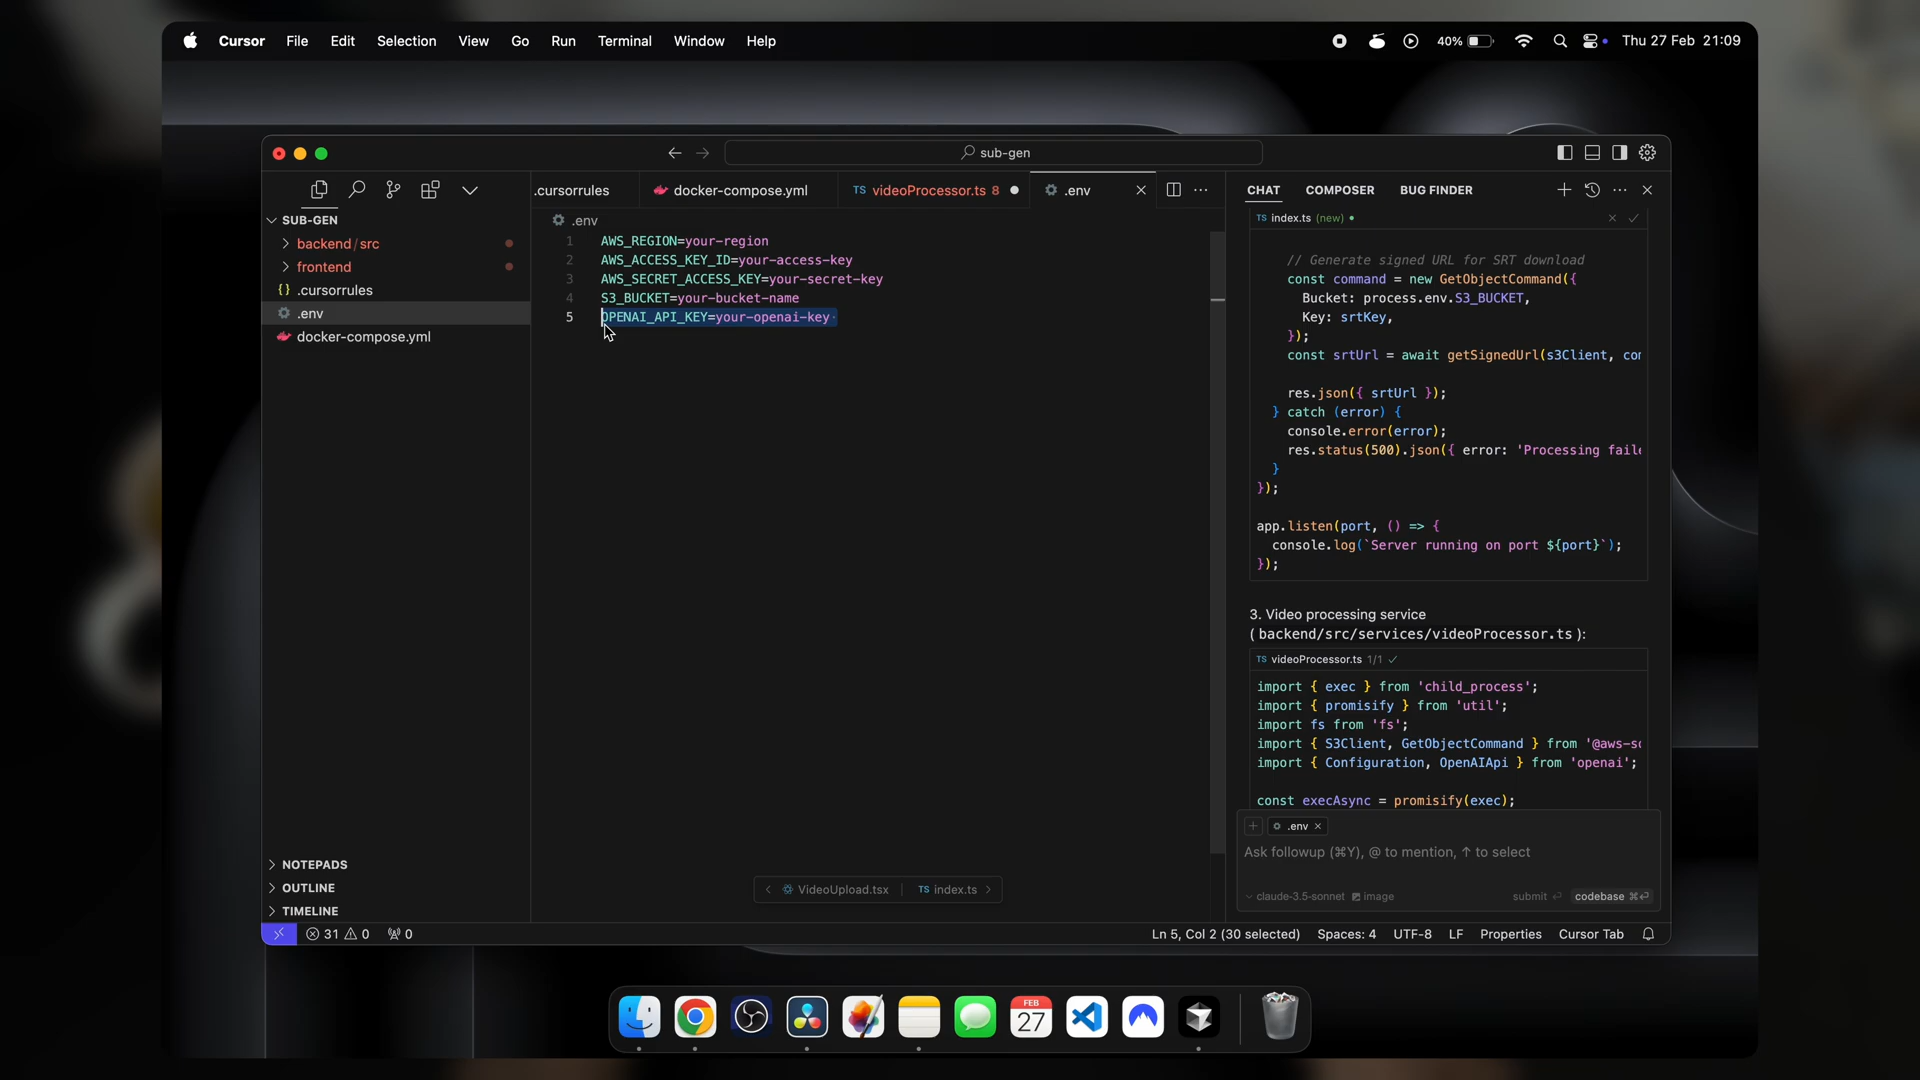 Cursor File Edit Selection View Go Run Terminal Window Help
40% Thu 27 Feb 21:09
sub-gen
.cursorrules docker-compose.yml TS videoProcessor.ts 8 .env
CHAT COMPOSER BUG FINDER
SUB-GEN
backend/src
frontend
{} .cursorrules
.env
docker-compose.yml
NOTEPADS
OUTLINE
TIMELINE
.env
1 AWS_REGION=your-region
2 AWS_ACCESS_KEY_ID=your-access-key
3 AWS_SECRET_ACCESS_KEY=your-secret-key
4 S3_BUCKET=your-bucket-name
5 OPENAI_API_KEY=your-openai-key
VideoUpload.tsx TS index.ts
TS index.ts (new)
// Generate signed URL for SRT download
const command = new GetObjectCommand({
Bucket: process.env.S3_BUCKET,
Key: srtKey,
});
const srtUrl = await getSignedUrl(s3Client, com
res.json({ srtUrl });
} catch (error) {
console.error(error);
res.status(500).json({ error: 'Processing faile
}
});
app.listen(port, () => {
console.log(`Server running on port ${port}`);
});
3. Video processing service
(backend/src/services/videoProcessor.ts):
TS videoProcessor.ts 1/1
import { exec } from 'child_process';
import { promisify } from 'util';
import fs from 'fs';
import { S3Client, GetObjectCommand } from '@aws-sd
import { Configuration, OpenAIApi } from 'openai';
const execAsync = promisify(exec);
.env
Ask followup (⌘Y), @ to mention, ↑ to select
claude-3.5-sonnet image submit codebase ⌘
31 0 0
Ln 5, Col 2 (30 selected) Spaces: 4 UTF-8 LF Properties Cursor Tab
FEB
27